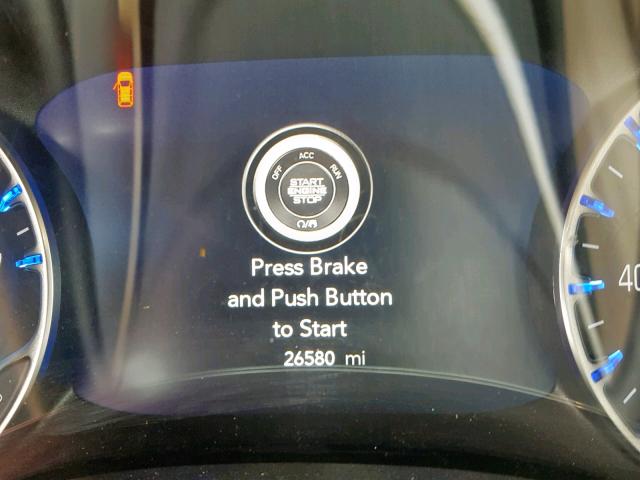 OFF ACC RUN
START
ENGINE
STOP
Press Brake
and Push Button
to Start
26580 mi
40